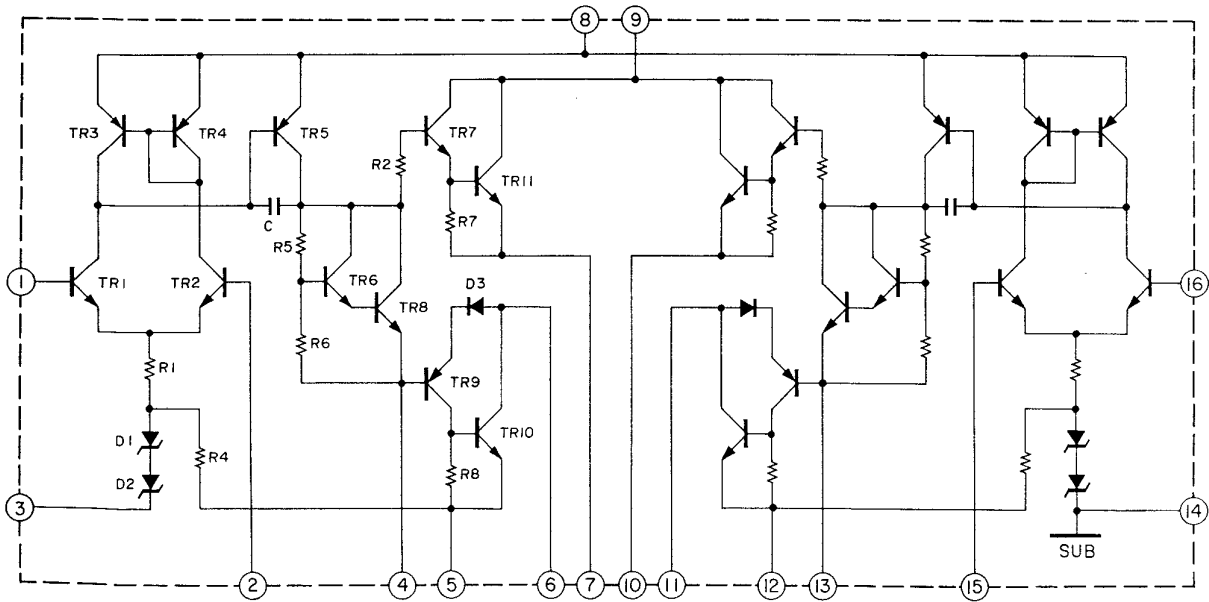 8 9
TR3 TR4 TR5 TR7
R2 TR11
C R5 R7
1 TR1 TR2 TR6 TR8 D3 16
R6
R1 TR9
D1 R4 TR10
D2 R8
3 14
SUB
2 4 5 6 7 10 11 12 13 15